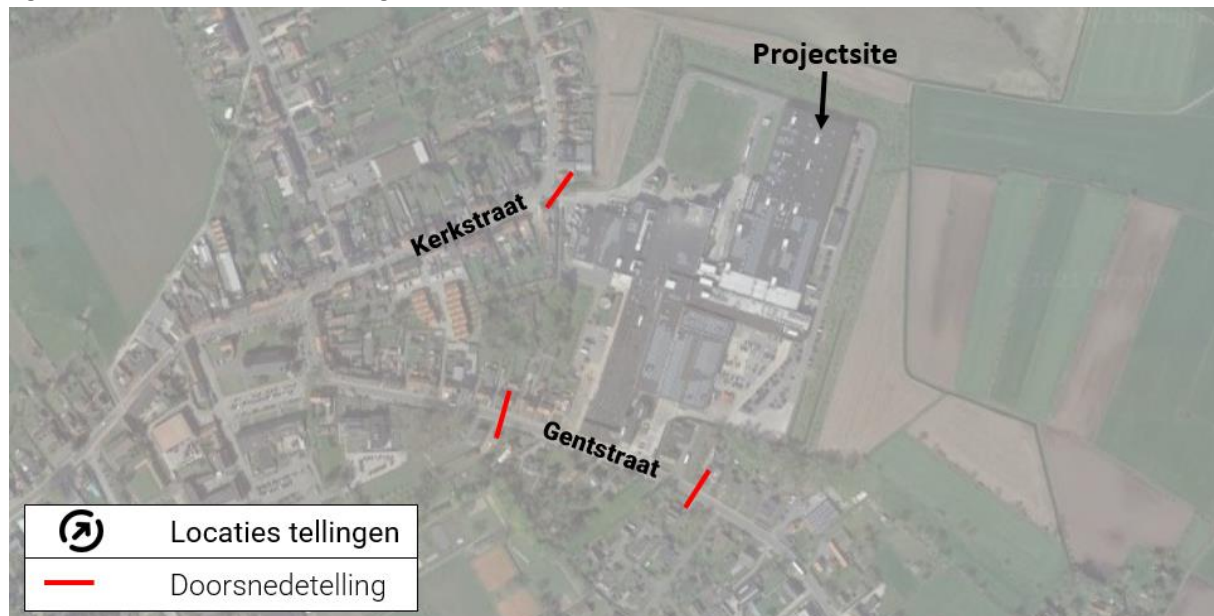 Projectsite
Kerkstraat
Gentstraat
Locaties tellingen
Doorsnedetelling